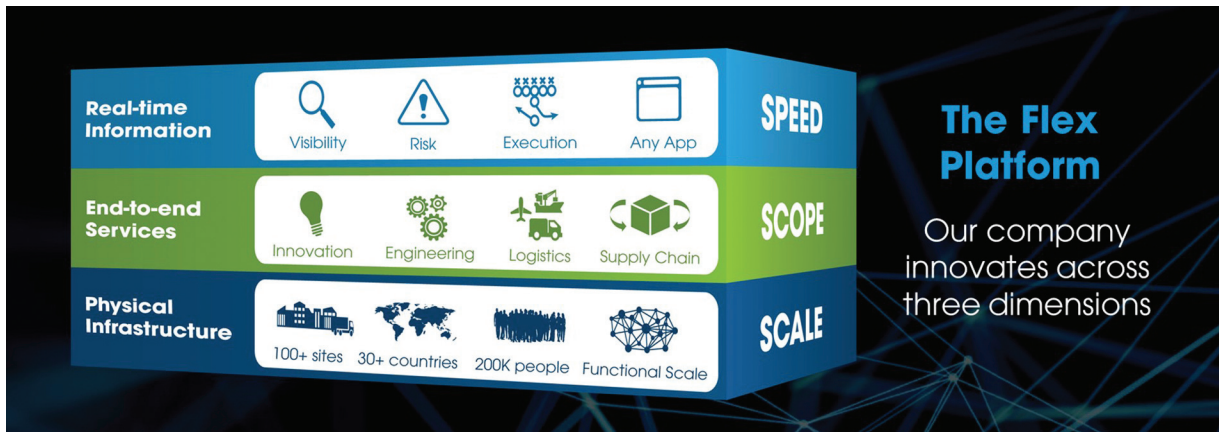 Real-time
Information
Visibility
Risk
Execution
Any App
SPEED
End-to-end
Services
Innovation
Engineering
Logistics
Supply Chain
SCOPE
Physical
Infrastructure
100+ sites
30+ countries
200K people
Functional Scale
SCALE
The Flex
Platform
Our company
innovates across
three dimensions